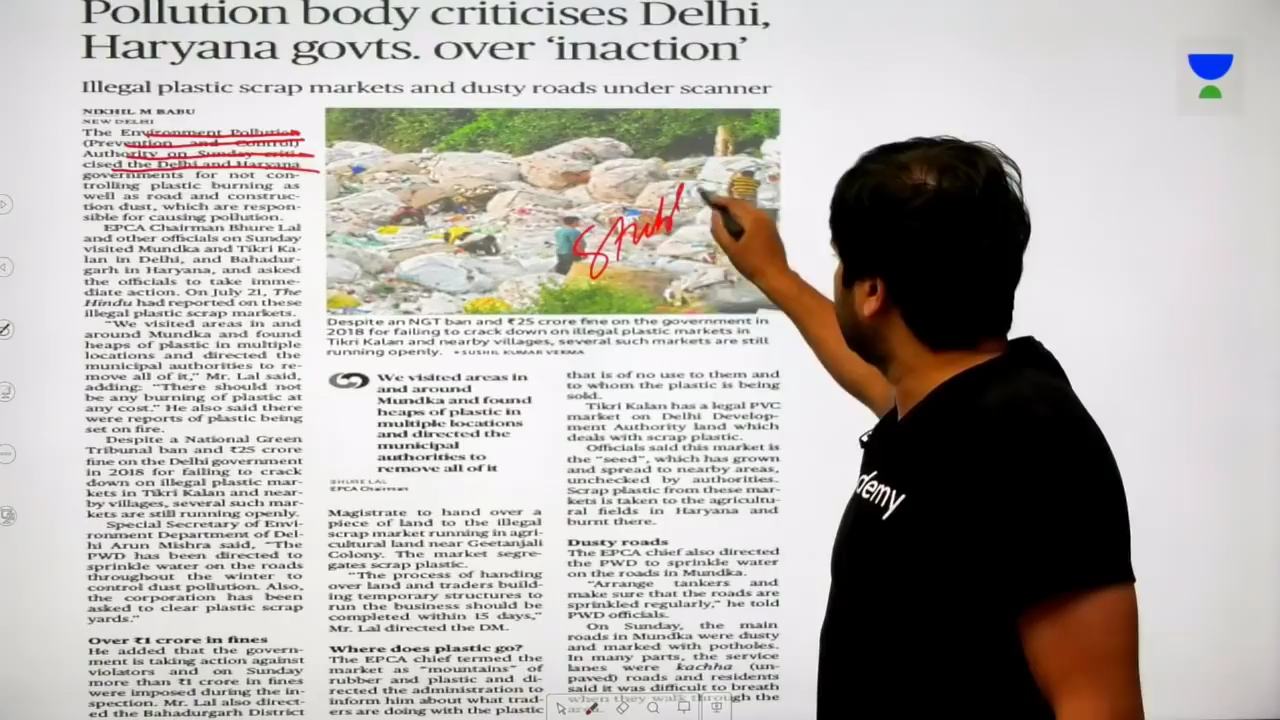 Pollution body criticises Delhi,
Haryana govts. over ‘inaction’
Illegal plastic scrap markets and dusty roads under scanner
NIKHIL M BABU
NEW DELHI
The Environment Pollution
(Prevention and Control)
Authority on Sunday criti-
cised the Delhi and Haryana
governments for not con-
trolling plastic burning as
well as road and construc-
tion dust, which are respon-
sible for causing pollution.
EPCA Chairman Bhure Lal
and other officials on Sunday
visited Mundka and Tikri Ka-
lan in Delhi, and Bahadur-
garh in Haryana, and asked
the officials to take imme-
diate action. On July 21, The
Hindu had reported on these
illegal plastic scrap markets.
“We visited areas in and
around Mundka and found
heaps of plastic in multiple
locations and directed the
municipal authorities to re-
move all of it,” Mr. Lal said,
adding: “There should not
be any burning of plastic at
any cost.” He also said there
were reports of plastic being
set on fire.
Despite a National Green
Tribunal ban and ₹25 crore
fine on the Delhi government
in 2018 for failing to crack
down on illegal plastic mar-
kets in Tikri Kalan and near-
by villages, several such mar-
kets are still running openly.
Special Secretary of Envi-
ronment Department of Del-
hi Arun Mishra said, “The
PWD has been directed to
sprinkle water on the roads
throughout the winter to
control dust pollution. Also,
the corporation has been
asked to clear plastic scrap
yards.”
Over ₹1 crore in fines
He added that the govern-
ment is taking action against
violators and on Sunday
more than ₹1 crore in fines
were imposed during the in-
spection. Mr. Lal also direct-
ed the Bahadurgarh District
Despite an NGT ban and ₹25 crore fine on the government in
2018 for failing to crack down on illegal plastic markets in
Tikri Kalan and nearby villages, several such markets are still
running openly. • SUSHIL KUMAR VERMA
We visited areas in
and around
Mundka and found
heaps of plastic in
multiple locations
and directed the
municipal
authorities to
remove all of it
BHURE LAL
EPCA Chairman
Magistrate to hand over a
piece of land to the illegal
scrap market running in agri-
cultural land near Geetanjali
Colony. The market segre-
gates scrap plastic.
“The process of handing
over land and traders build-
ing temporary structures to
run the business should be
completed within 15 days,”
Mr. Lal directed the DM.
Where does plastic go?
The EPCA chief termed the
market as “mountains” of
rubber and plastic and di-
rected the administration to
inform him about what trad-
ers are doing with the plastic
that is of no use to them and
to whom the plastic is being
sold.
Tikri Kalan has a legal PVC
market on Delhi Develop-
ment Authority land which
deals with scrap plastic.
Officials said this market is
the “seed”, which has grown
and spread to nearby areas,
unchecked by authorities.
Scrap plastic from these mar-
kets is taken to the agricultu-
ral fields in Haryana and
burnt there.
Dusty roads
The EPCA chief also directed
the PWD to sprinkle water
on the roads in Mundka.
“Arrange tankers and
make sure that the roads are
sprinkled regularly,” he told
PWD officials.
On Sunday, the main
roads in Mundka were dusty
and marked with potholes.
In many parts, the service
lanes were kachha (un-
paved) roads and residents
said it was difficult to breath
when they walk through the
area.
demy